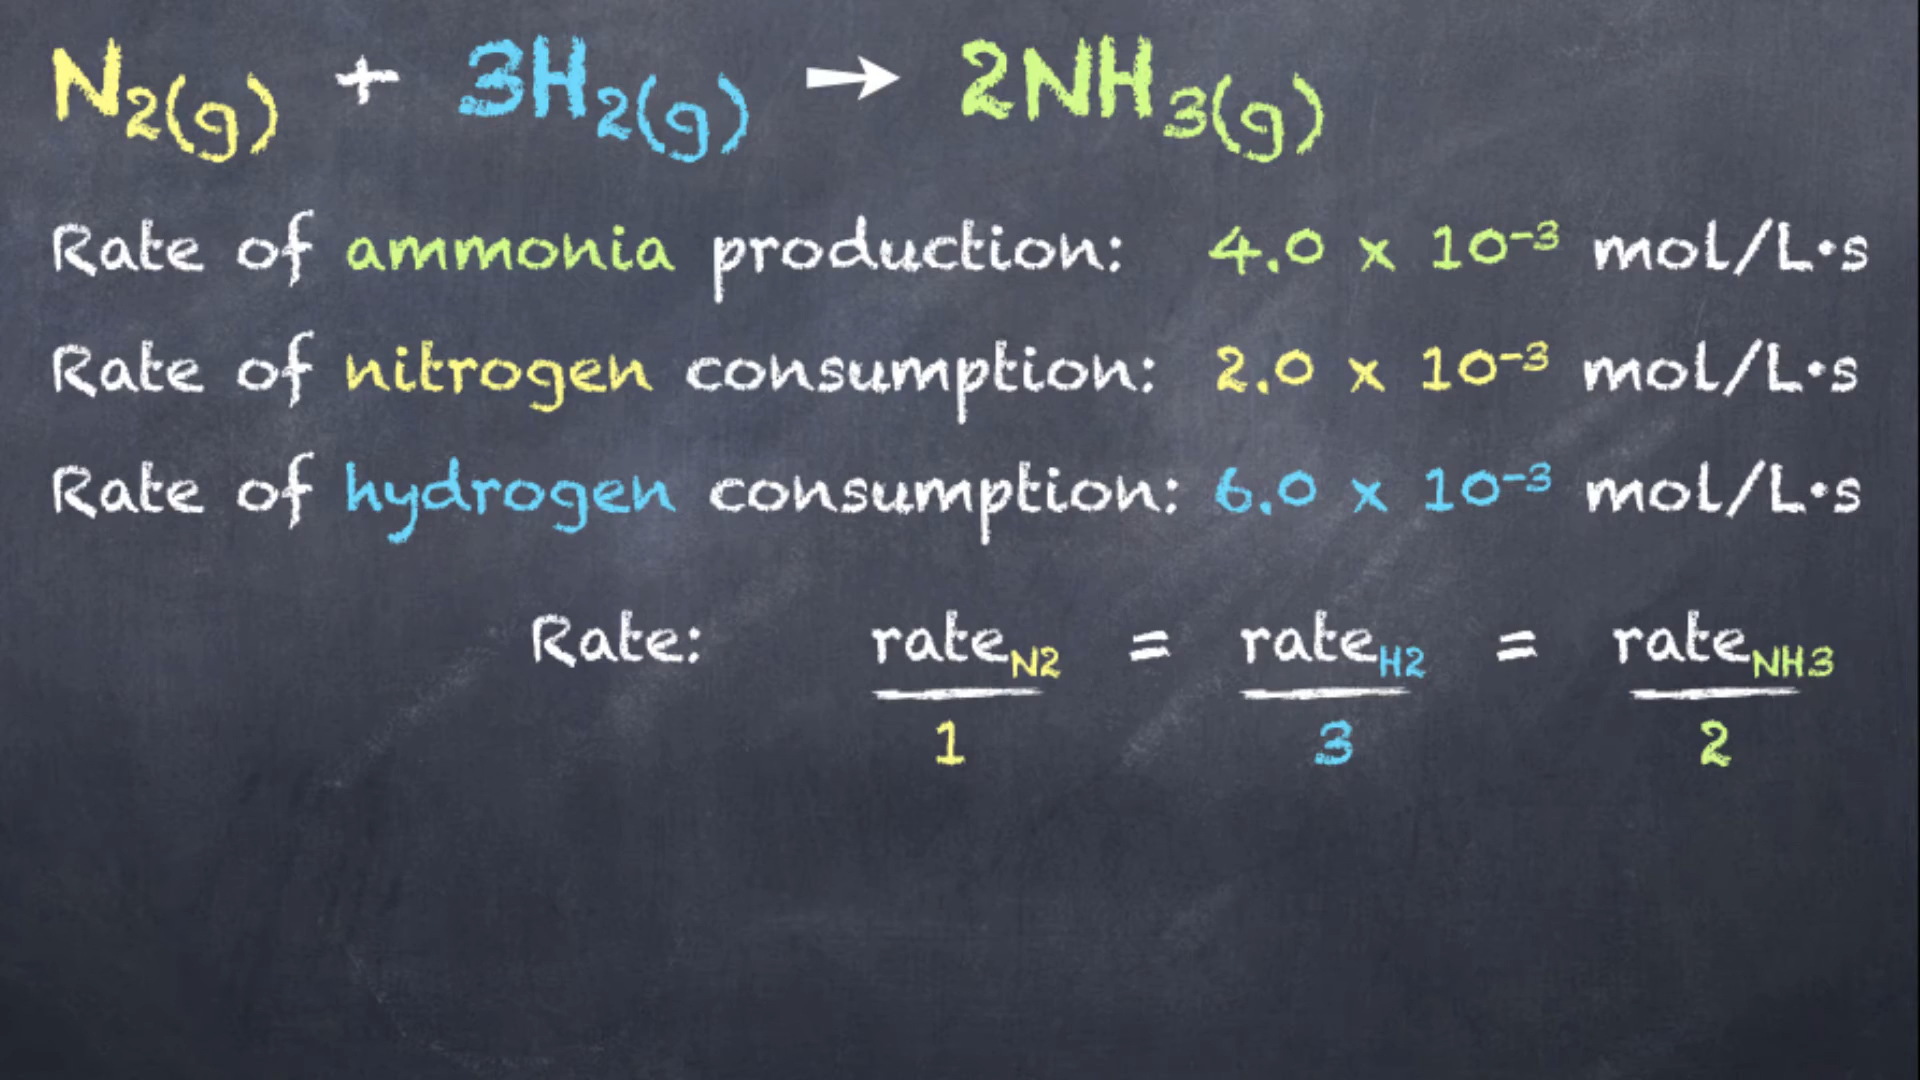 N₂(g) + 3H₂(g) → 2NH₃(g)
Rate of ammonia production: 4.0 x 10⁻³ mol/L•s
Rate of nitrogen consumption: 2.0 x 10⁻³ mol/L•s
Rate of hydrogen consumption: 6.0 x 10⁻³ mol/L•s
Rate: rateN2 = rateH2 = rateNH3
1 3 2